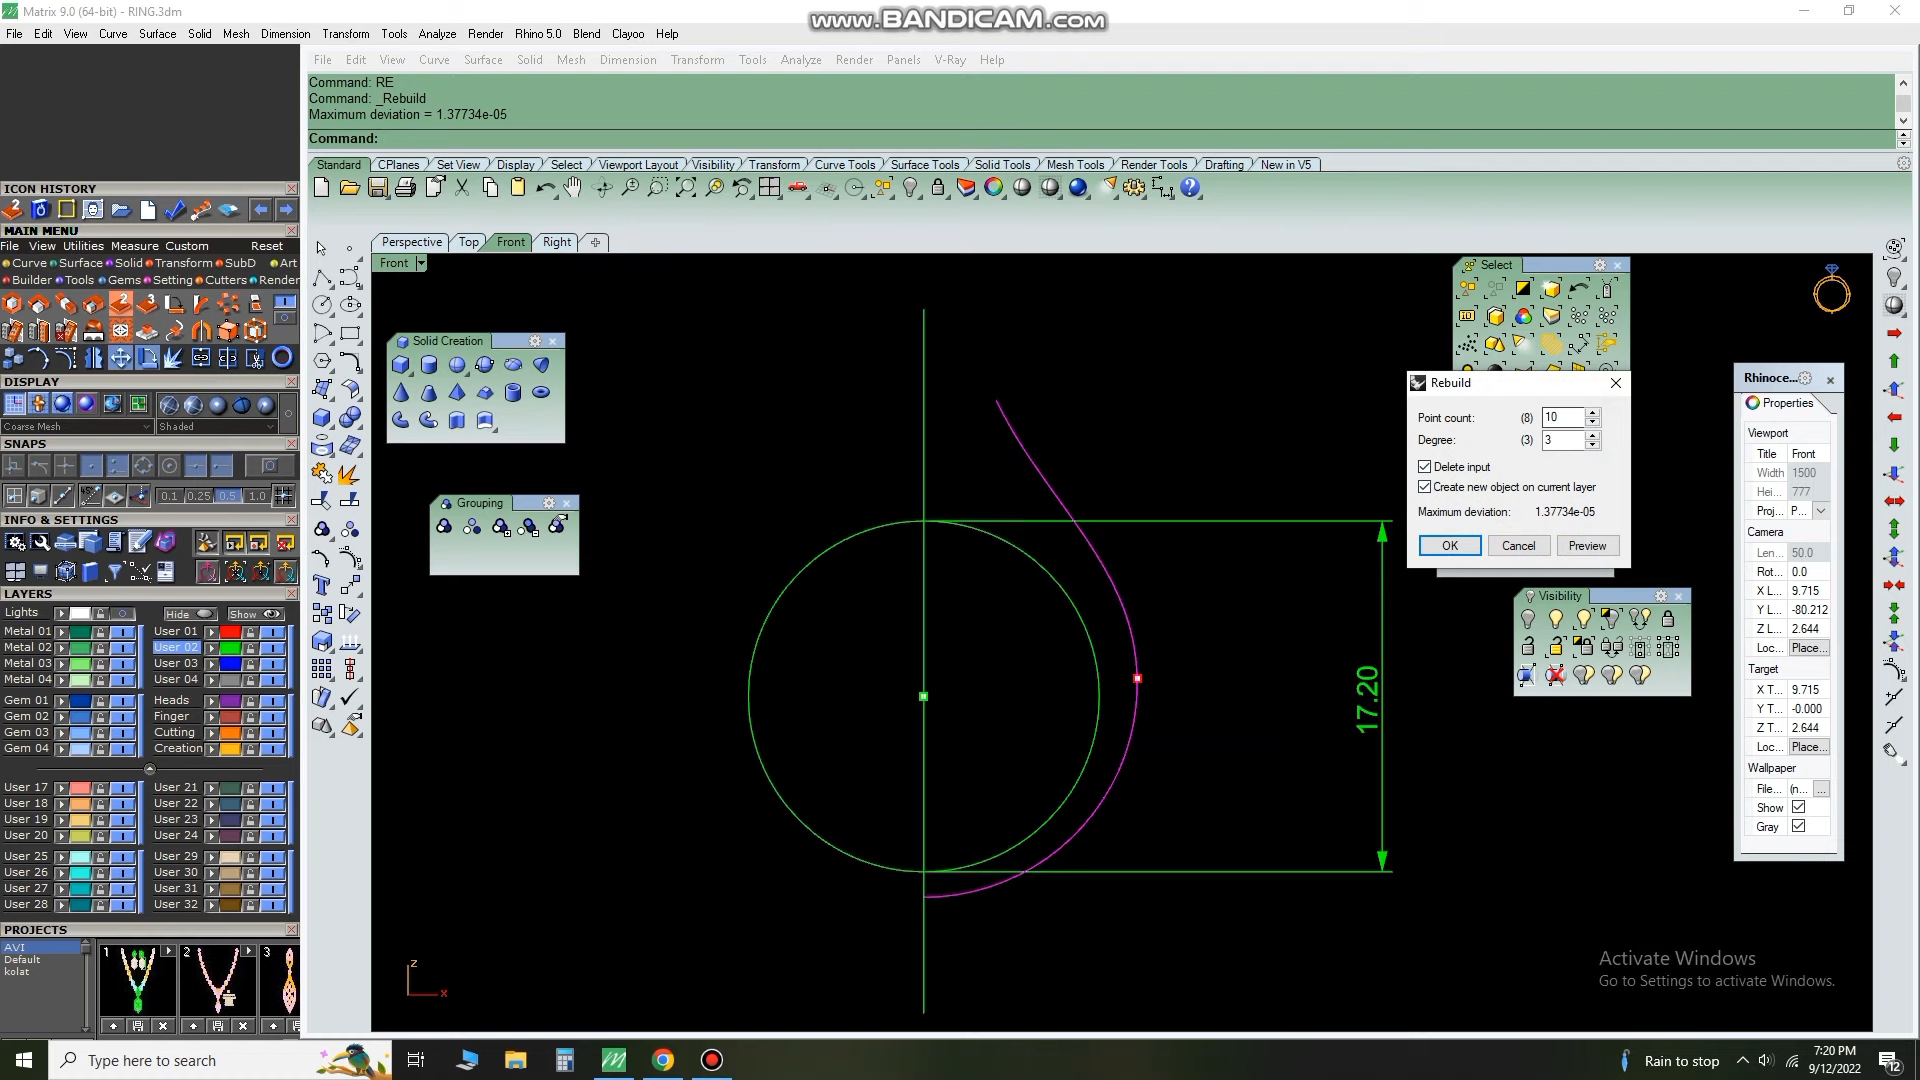 Matrix 9.0 (64-bit) - RING.3dm
www.BANDICAM.com
File Edit View Curve Surface Solid Mesh Dimension Transform Tools Analyze Render Rhino 5.0 Blend Clayoo Help
File Edit View Curve Surface Solid Mesh Dimension Transform Tools Analyze Render Panels V-Ray Help
Command: RE
Command: _Rebuild
Maximum deviation = 1.37734e-05
Command:
Standard CPlanes Set View Display Select Viewport Layout Visibility Transform Curve Tools Surface Tools Solid Tools Mesh Tools Render Tools Drafting New in V5
ICON HISTORY
MAIN MENU
File View Utilities Measure Custom Reset
Curve Surface Solid Transform SubD Art
Builder Tools Gems Setting Cutters Render
DISPLAY
Coarse Mesh Shaded
SNAPS
0.1 0.25 0.5 1.0
INFO & SETTINGS
LAYERS
Lights Hide Show
Metal 01 User 01
Metal 02 User 02
Metal 03 User 03
Metal 04 User 04
Gem 01 Heads
Gem 02 Finger
Gem 03 Cutting
Gem 04 Creation
User 17 User 21
User 18 User 22
User 19 User 23
User 20 User 24
User 25 User 29
User 26 User 30
User 27 User 31
User 28 User 32
PROJECTS
AVI
Default
kolat
1 2 3
Perspective Top Front Right
Front
Solid Creation
Grouping
17.20
z
x
Select
Rebuild
Point count: (8) 10
Degree: (3) 3
Delete input
Create new object on current layer
Maximum deviation: 1.37734e-05
OK Cancel Preview
Visibility
Rhinoce...
Properties
Viewport
Title Front
Width 1500
Hei... 777
Proj... P...
Camera
Len... 50.0
Rot... 0.0
X L... 9.715
Y L... -80.212
Z L... 2.644
Loc... Place...
Target
X T... 9.715
Y T... -0.000
Z T... 2.644
Loc... Place...
Wallpaper
File... (n... ...
Show
Gray
Activate Windows
Go to Settings to activate Windows.
Type here to search
Rain to stop
7:20 PM
9/12/2022
12